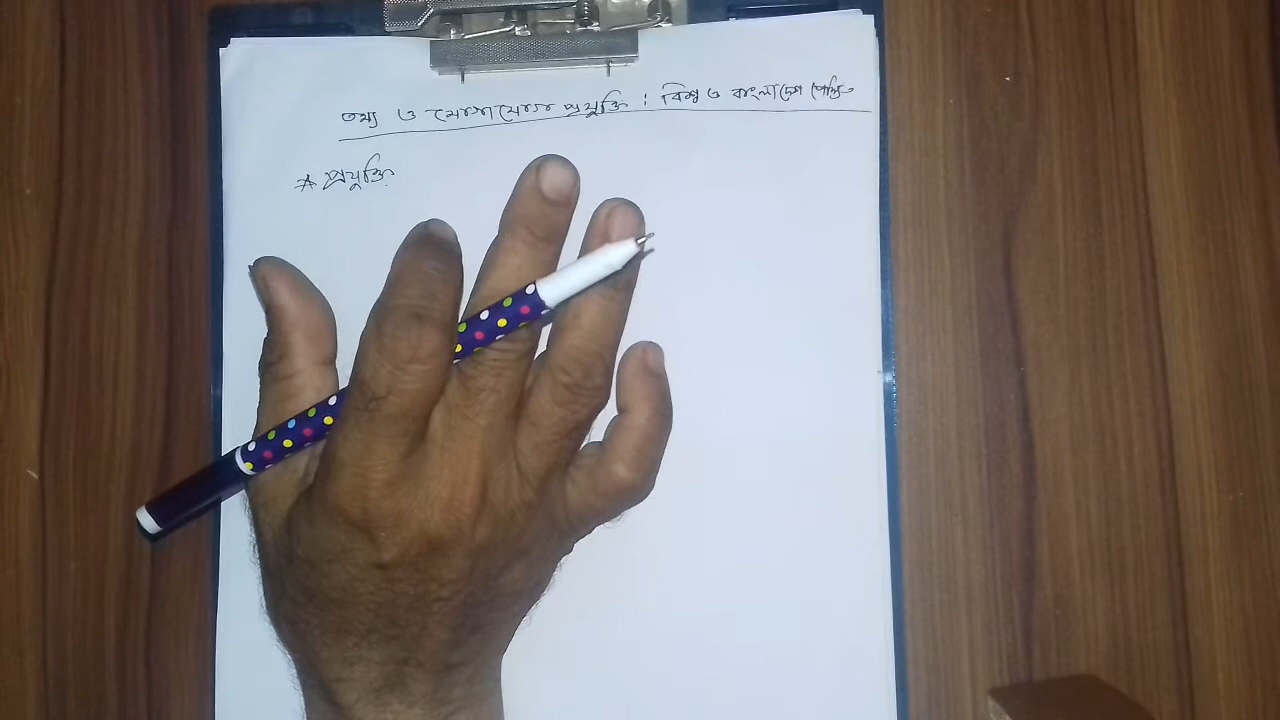 তথ্য ও যোগাযোগ প্রযুক্তি : বিশ্ব ও বাংলাদেশ প্রেক্ষিত
* প্রযুক্তি